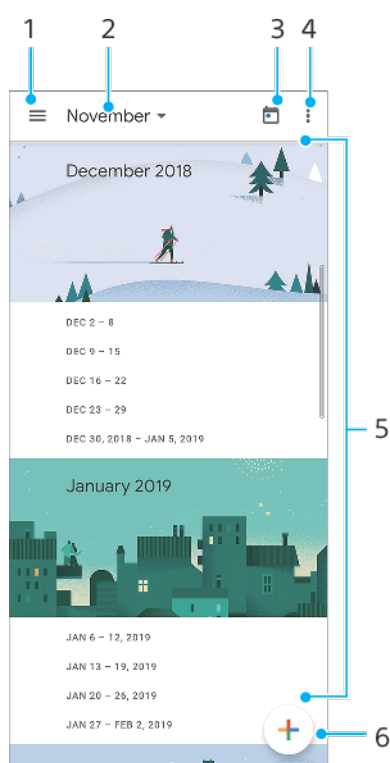 1 2 3 4
November
December 2018
DEC 2 – 8
DEC 9 – 15
DEC 16 – 22
DEC 23 – 29
5
DEC 30, 2018 – JAN 5, 2019
January 2019
JAN 6 – 12, 2019
JAN 13 – 19, 2019
JAN 20 – 26, 2019
JAN 27 – FEB 2, 2019
6